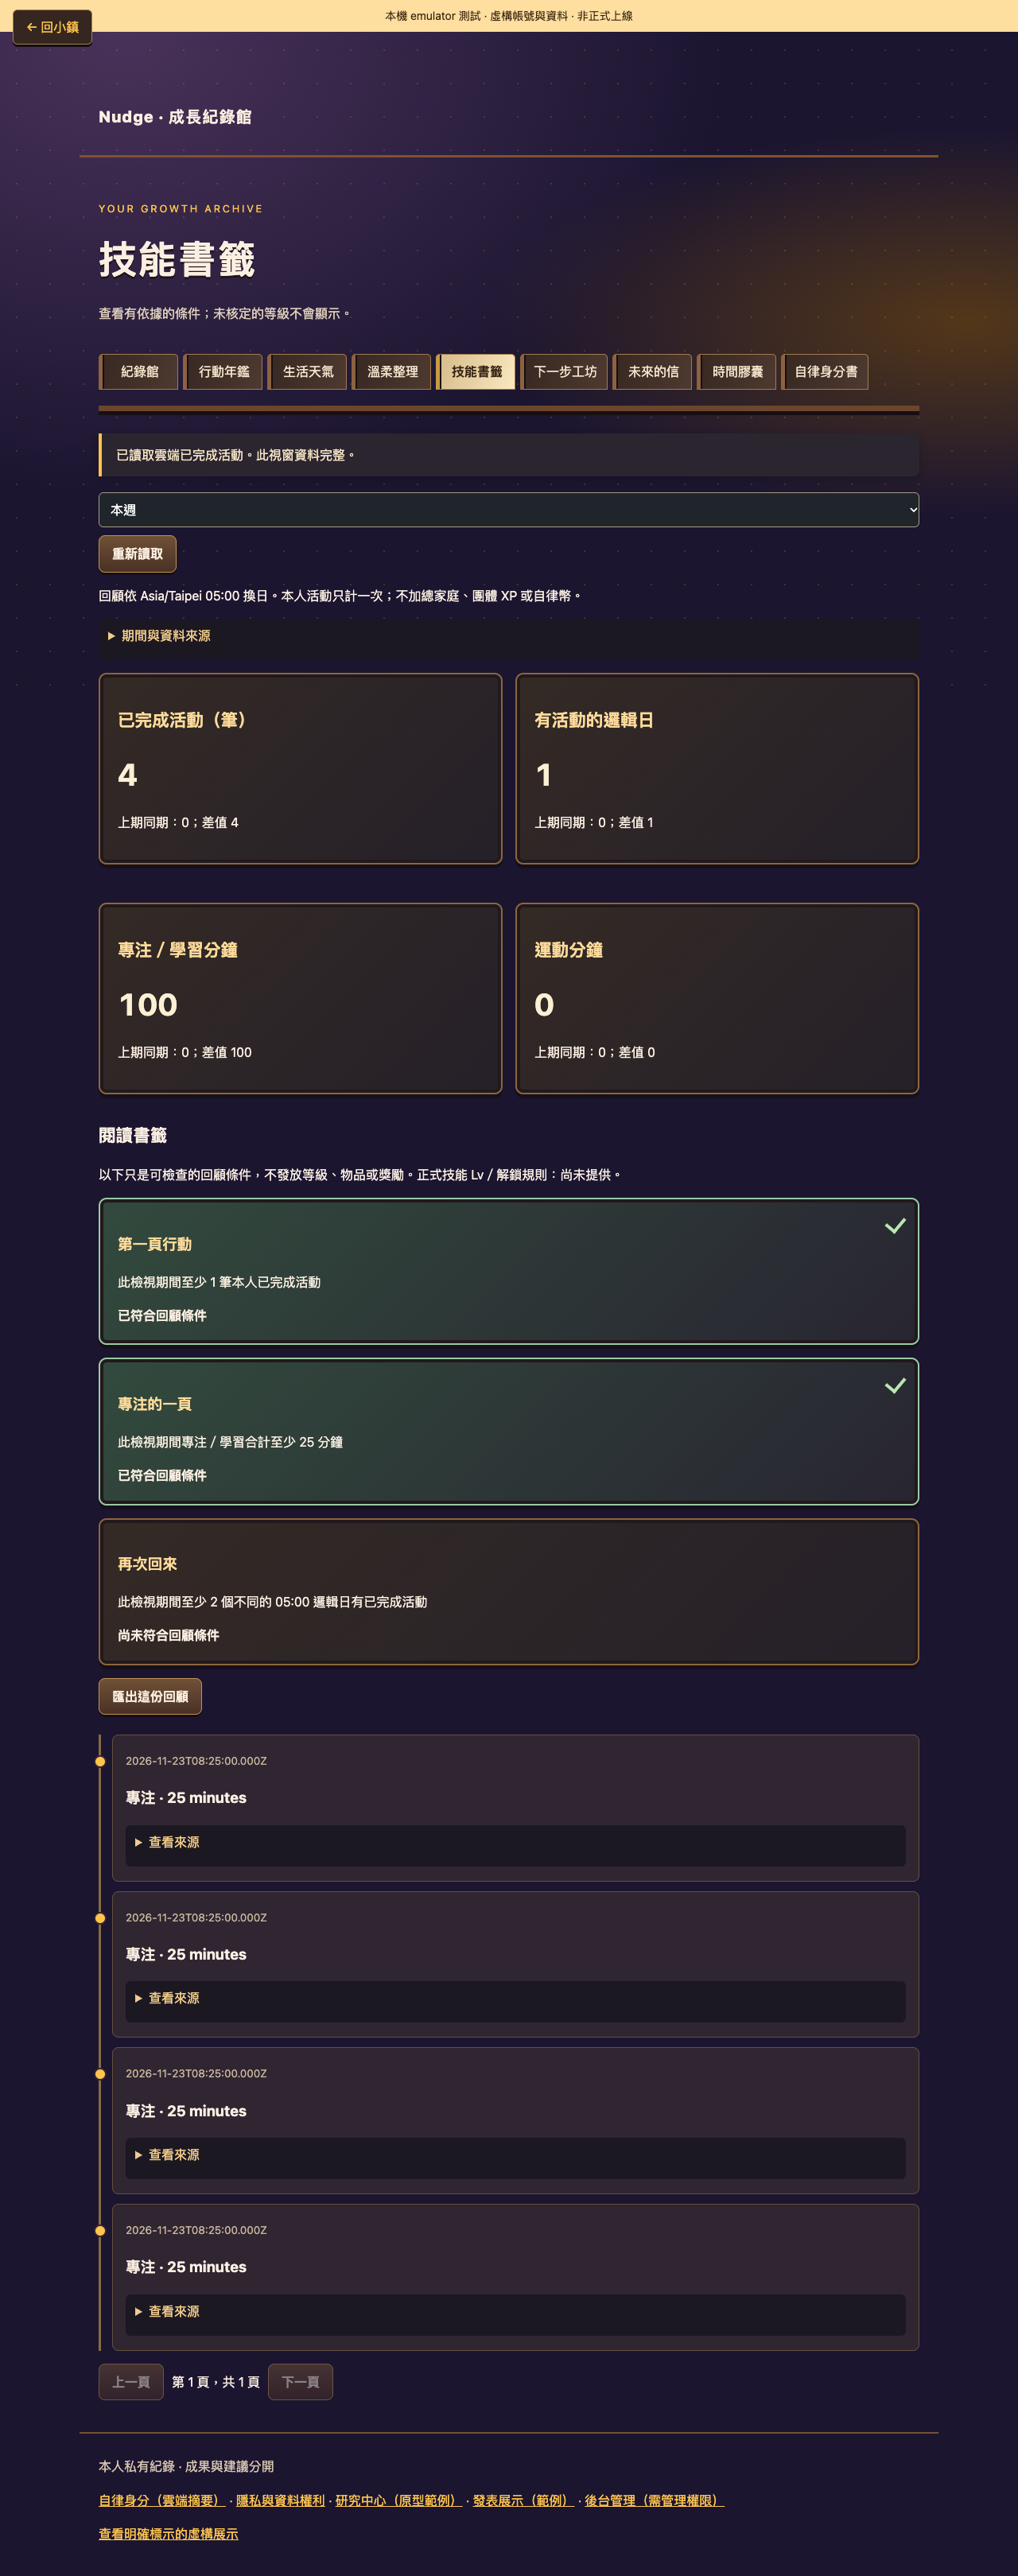 本機 emulator 測試 · 虛構帳號與資料 · 非正式上線
← 回小鎮
Nudge · 成長紀錄館
YOUR GROWTH ARCHIVE
技能書籤
查看有依據的條件；未核定的等級不會顯示。
紀錄館
行動年鑑
生活天氣
溫柔整理
技能書籤
下一步工坊
未來的信
時間膠囊
自律身分書
已讀取雲端已完成活動。此視窗資料完整。
本週
重新讀取
回顧依 Asia/Taipei 05:00 換日。本人活動只計一次；不加總家庭、團體 XP 或自律幣。
▶ 期間與資料來源
已完成活動（筆）
4
上期同期：0；差值 4
有活動的邏輯日
1
上期同期：0；差值 1
專注 / 學習分鐘
100
上期同期：0；差值 100
運動分鐘
0
上期同期：0；差值 0
閱讀書籤
以下只是可檢查的回顧條件，不發放等級、物品或獎勵。正式技能 Lv / 解鎖規則：尚未提供。
第一頁行動
此檢視期間至少 1 筆本人已完成活動
已符合回顧條件
專注的一頁
此檢視期間專注 / 學習合計至少 25 分鐘
已符合回顧條件
再次回來
此檢視期間至少 2 個不同的 05:00 邏輯日有已完成活動
尚未符合回顧條件
匯出這份回顧
2026-11-23T08:25:00.000Z
專注 · 25 minutes
▶ 查看來源
2026-11-23T08:25:00.000Z
專注 · 25 minutes
▶ 查看來源
2026-11-23T08:25:00.000Z
專注 · 25 minutes
▶ 查看來源
2026-11-23T08:25:00.000Z
專注 · 25 minutes
▶ 查看來源
上一頁 第 1 頁，共 1 頁 下一頁
本人私有紀錄 · 成果與建議分開
自律身分（雲端摘要） · 隱私與資料權利 · 研究中心（原型範例） · 發表展示（範例） · 後台管理（需管理權限）
查看明確標示的虛構展示